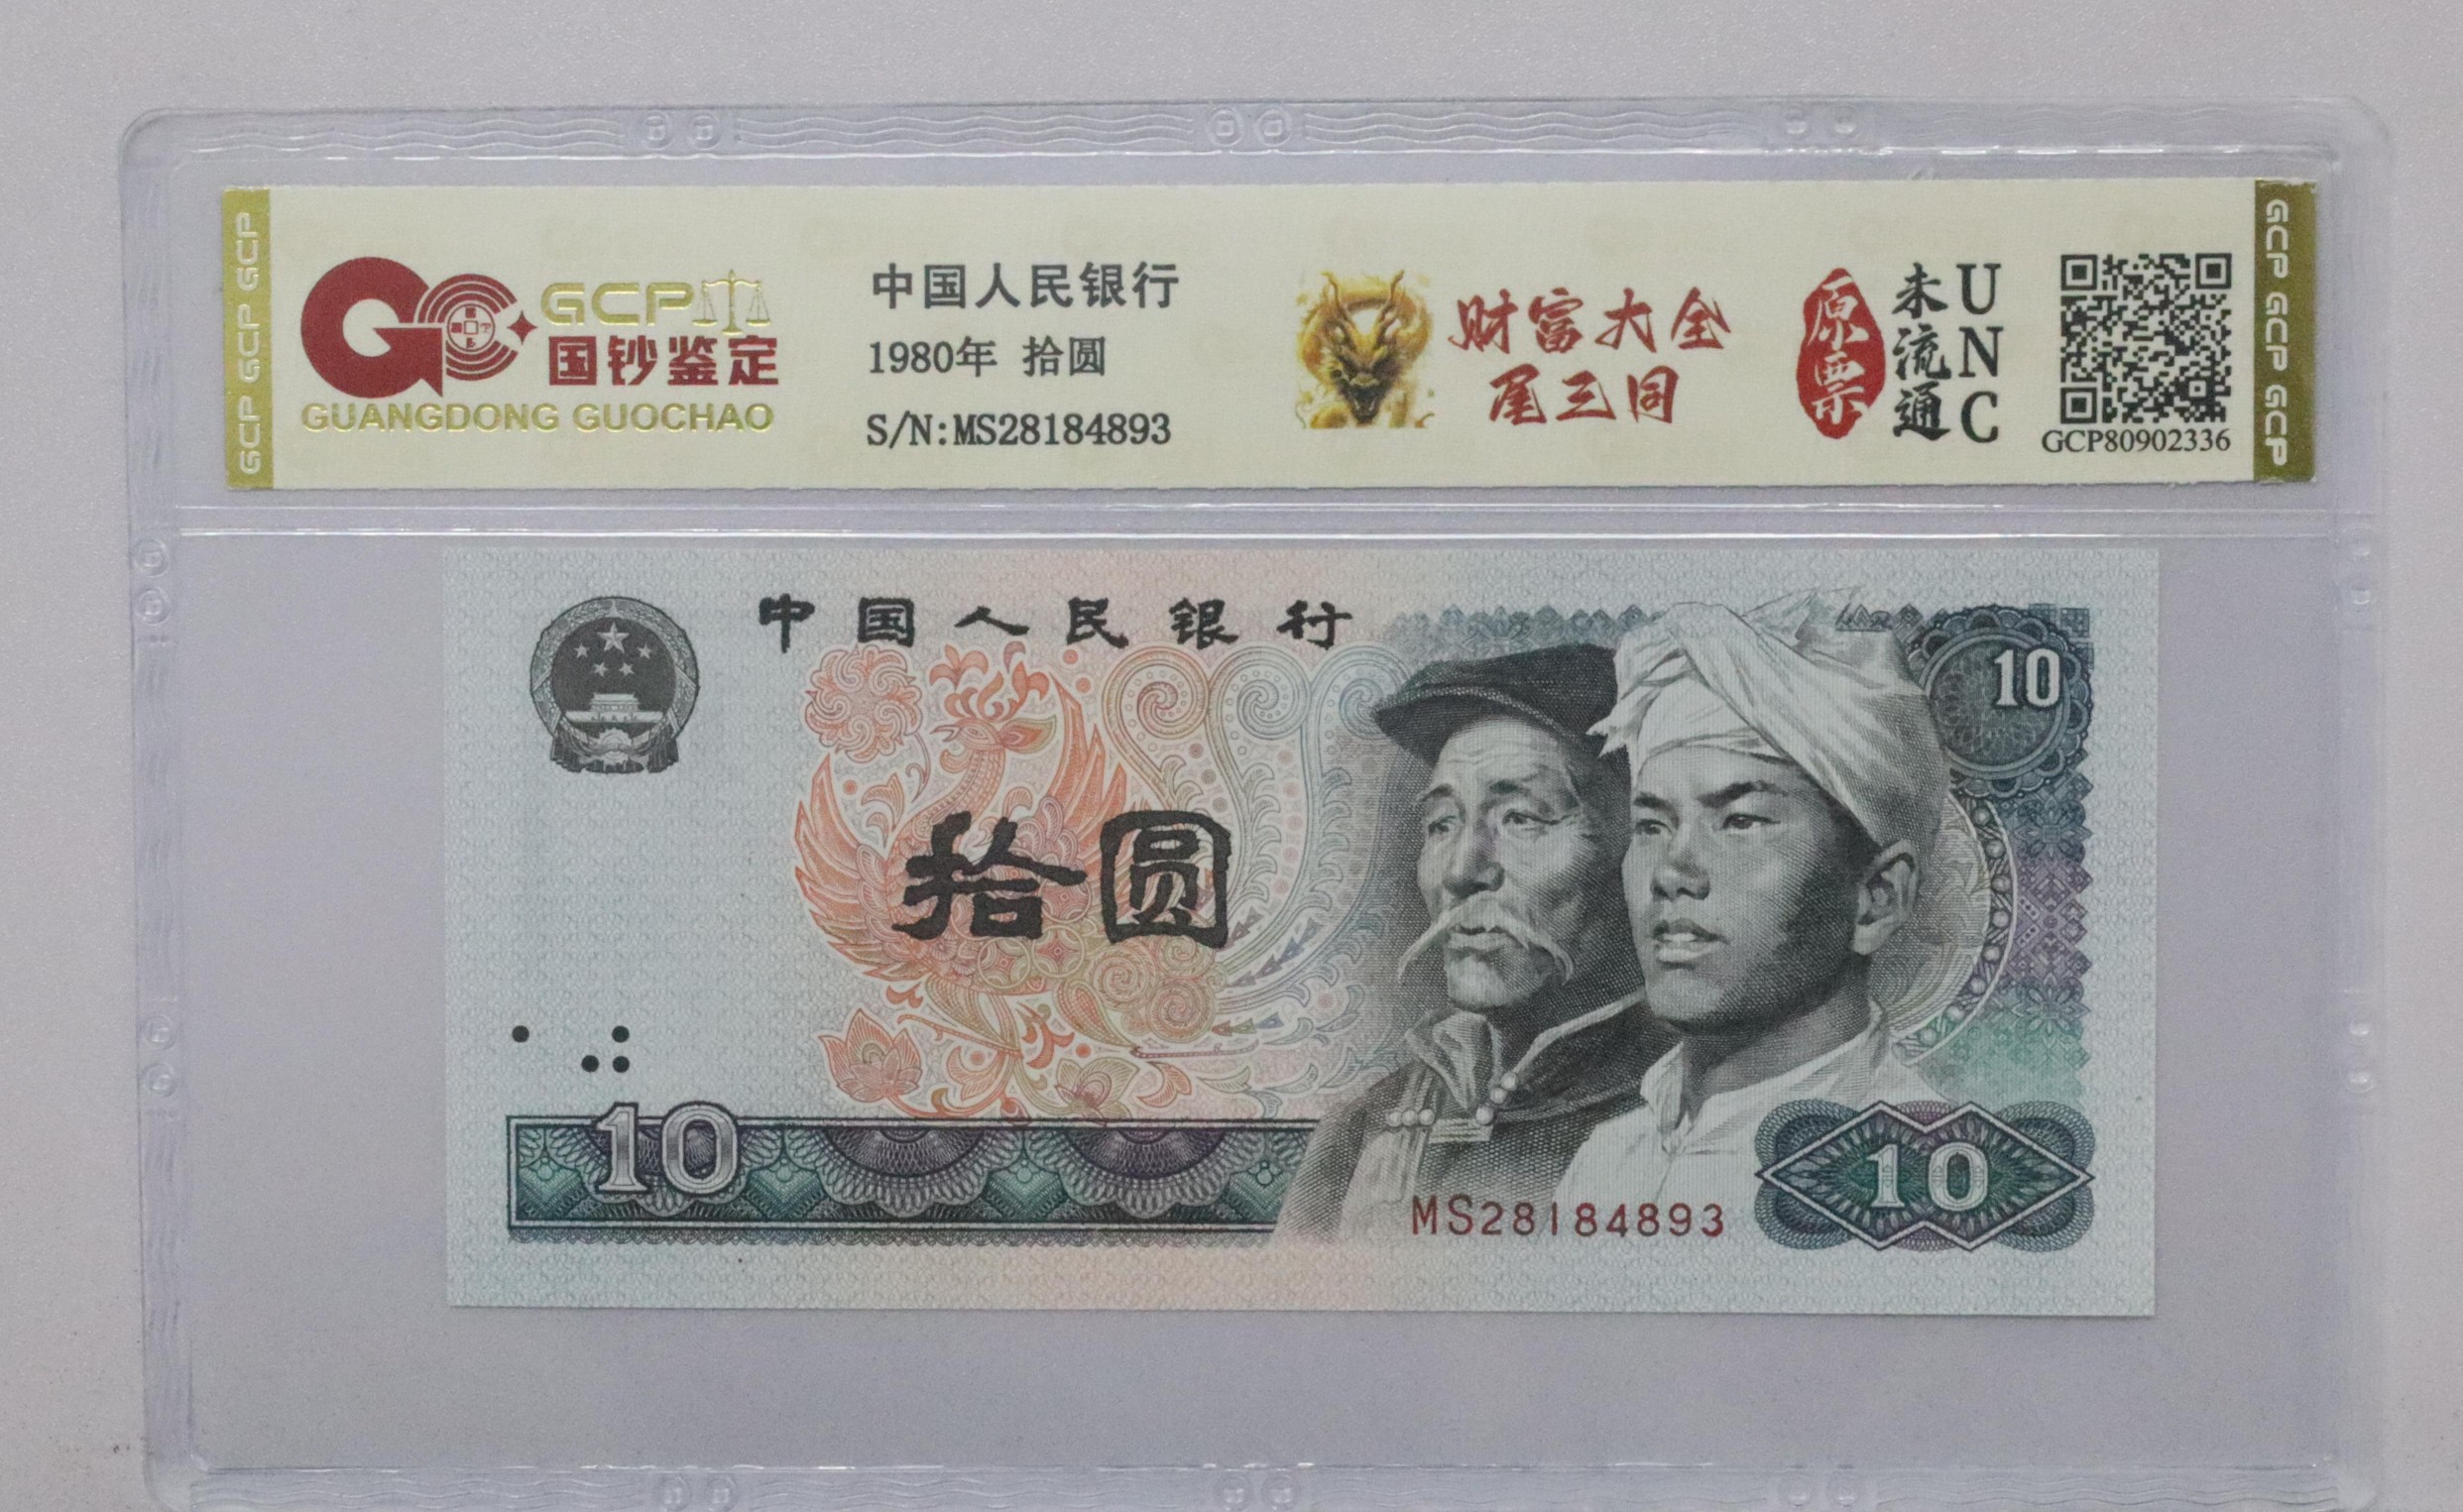 GCP GCP GCP
GCP
国钞鉴定
GUANGDONG GUOCHAO
中国人民银行
1980年 拾圆
S/N:MS28184893
财富大全
尾三同
原票
未流通
UNC
GCP80902336
GCP GCP GCP
中国人民银行
10
拾圆
10
MS28184893
10